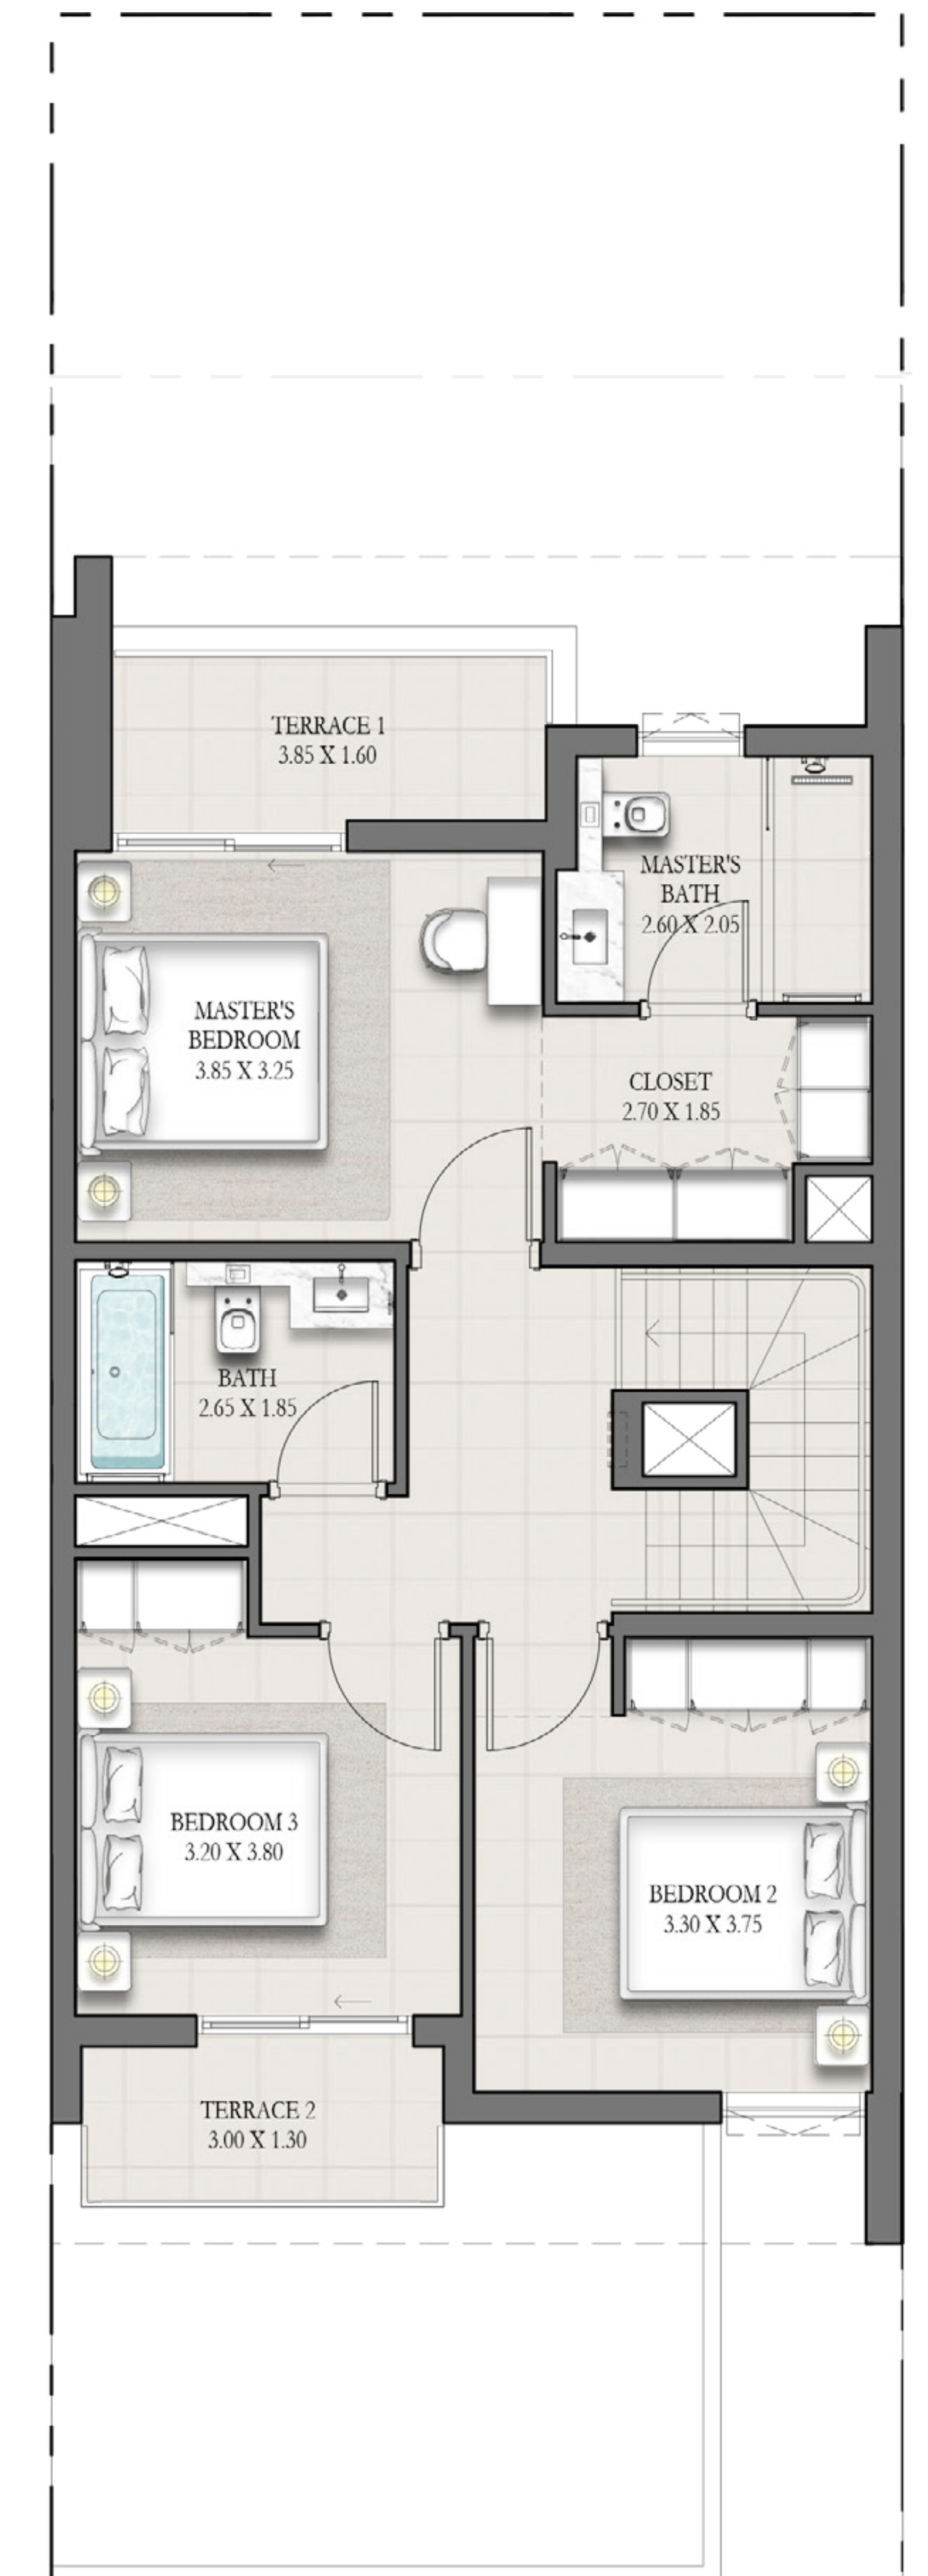 TERRACE 1
3.85 X 1.60
MASTER'S
BATH
2.60 X 2.05
MASTER'S
BEDROOM
3.85 X 3.25
CLOSET
2.70 X 1.85
BATH
2.65 X 1.85
BEDROOM 3
3.20 X 3.80
BEDROOM 2
3.30 X 3.75
TERRACE 2
3.00 X 1.30